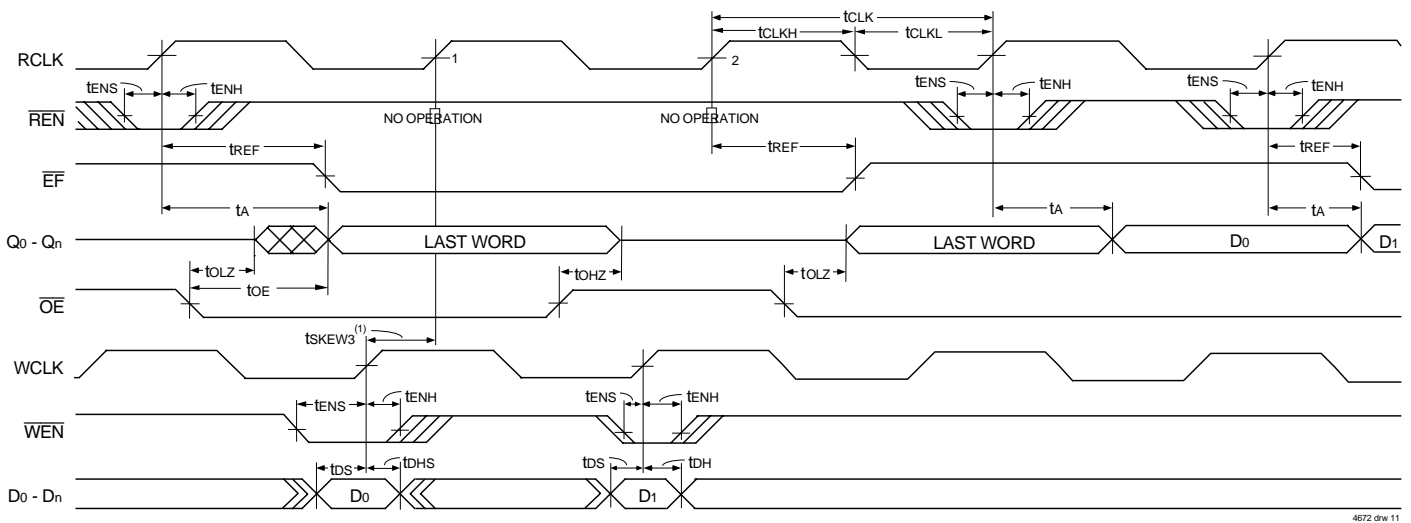 tCLK
tCLKH tCLKL
RCLK 1 2
tENS tENH tENS tENH tENS tENH
REN NO OPERATION NO OPERATION
tREF tREF tREF
EF
tA tA tA
Q0 - Qn LAST WORD LAST WORD D0 D1
tOLZ tOHZ tOLZ
tOE
OE
tSKEW3(1)
WCLK
tENS tENH tENS tENH
WEN
tDS tDHS tDS tDH
D0 - Dn D0 D1
4672 drw 11